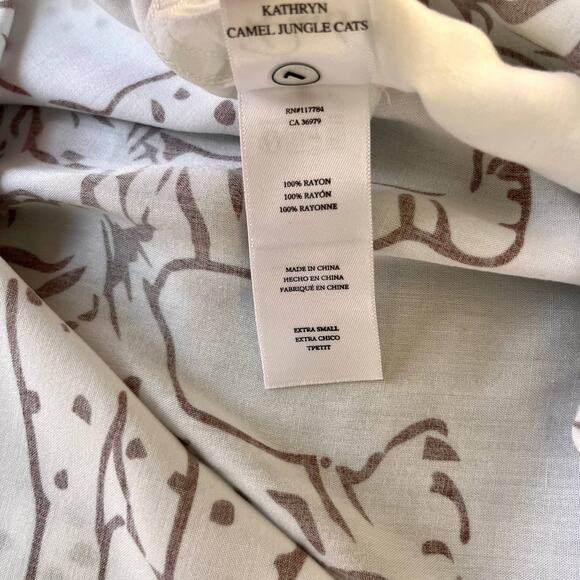 KATHRYN
CAMEL JUNGLE CATS
RN#117784
CA 36979
100% RAYON
100% RAYÓN
100% RAYONNE
MADE IN CHINA
HECHO EN CHINA
FABRIQUÉ EN CHINE
EXTRA SMALL
EXTRA CHICO
TPETIT